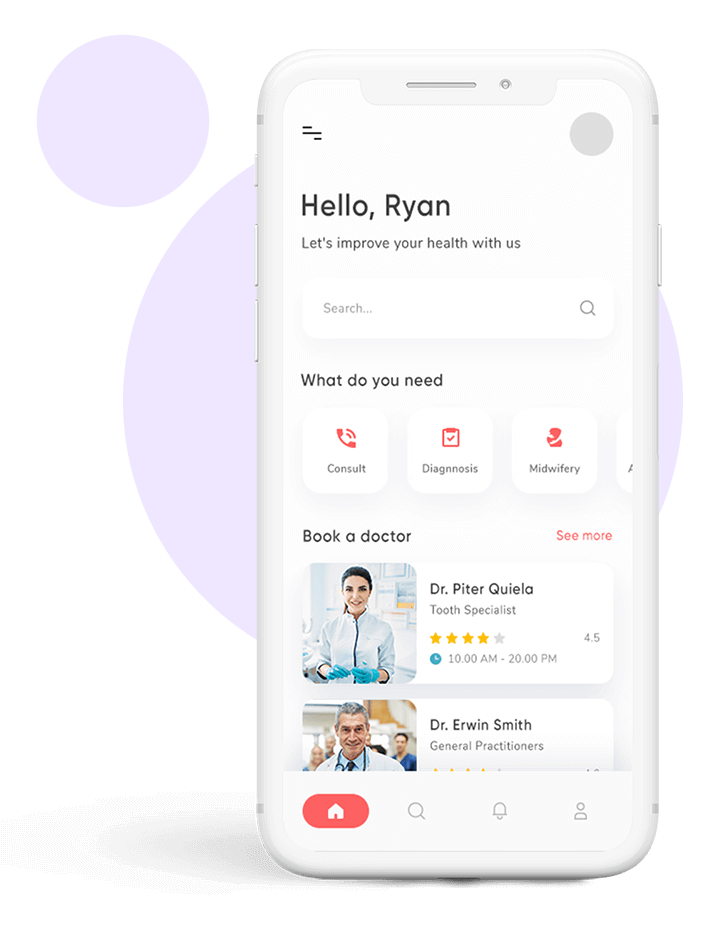 Hello, Ryan
Let's improve your health with us
Search...
What do you need
Consult
Diagnnosis
Midwifery
Book a doctor
See more
Dr. Piter Quiela
Tooth Specialist
4.5
10.00 AM - 20.00 PM
Dr. Erwin Smith
General Practitioners